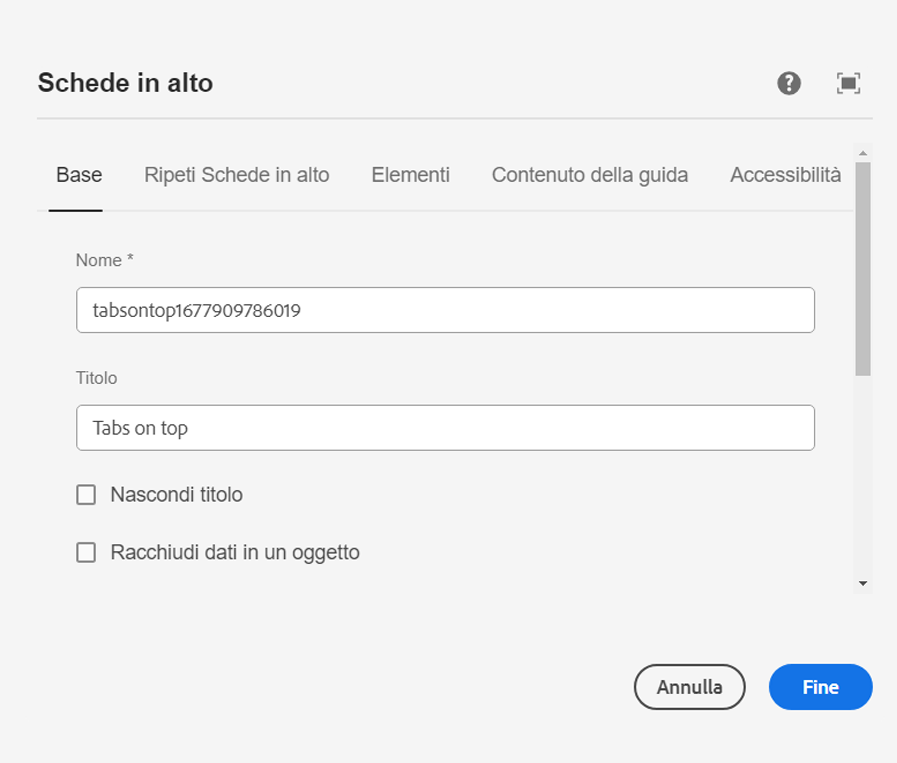 Schede in alto
Base Ripeti Schede in alto Elementi Contenuto della guida Accessibilità
Nome *
tabsontop1677909786019
Titolo
Tabs on top
Nascondi titolo
Racchiudi dati in un oggetto
Annulla Fine